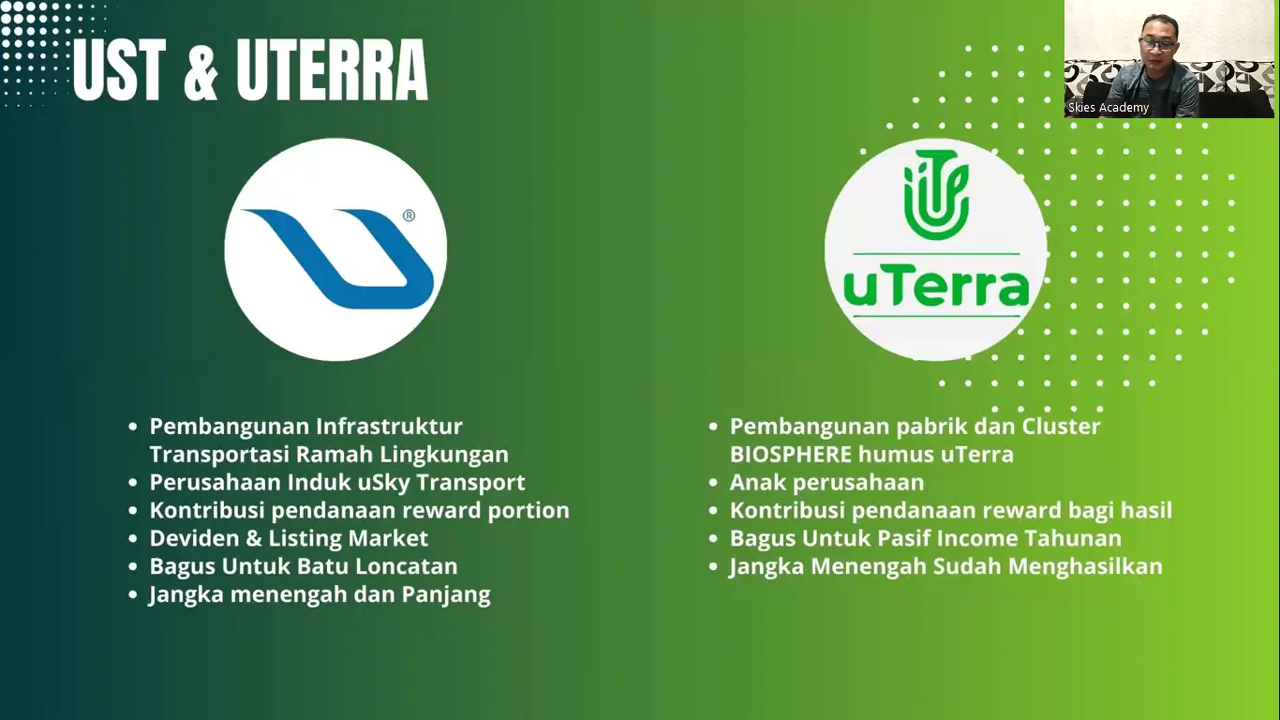 UST & UTERRA
Skies Academy
®
uTerra
• Pembangunan Infrastruktur
Transportasi Ramah Lingkungan
• Perusahaan Induk uSky Transport
• Kontribusi pendanaan reward portion
• Deviden & Listing Market
• Bagus Untuk Batu Loncatan
• Jangka menengah dan Panjang
• Pembangunan pabrik dan Cluster
BIOSPHERE humus uTerra
• Anak perusahaan
• Kontribusi pendanaan reward bagi hasil
• Bagus Untuk Pasif Income Tahunan
• Jangka Menengah Sudah Menghasilkan